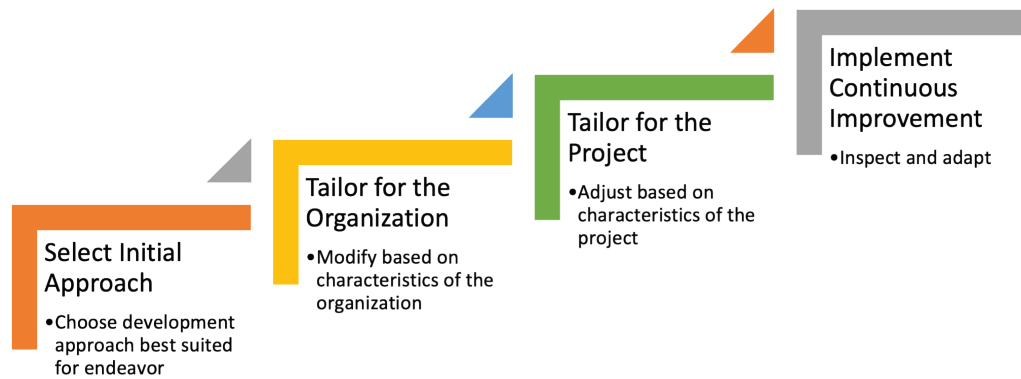 Select Initial
Approach
•Choose development
approach best suited
for endeavor
Tailor for the
Organization
•Modify based on
characteristics of the
organization
Tailor for the
Project
•Adjust based on
characteristics of the
project
Implement
Continuous
Improvement
•Inspect and adapt